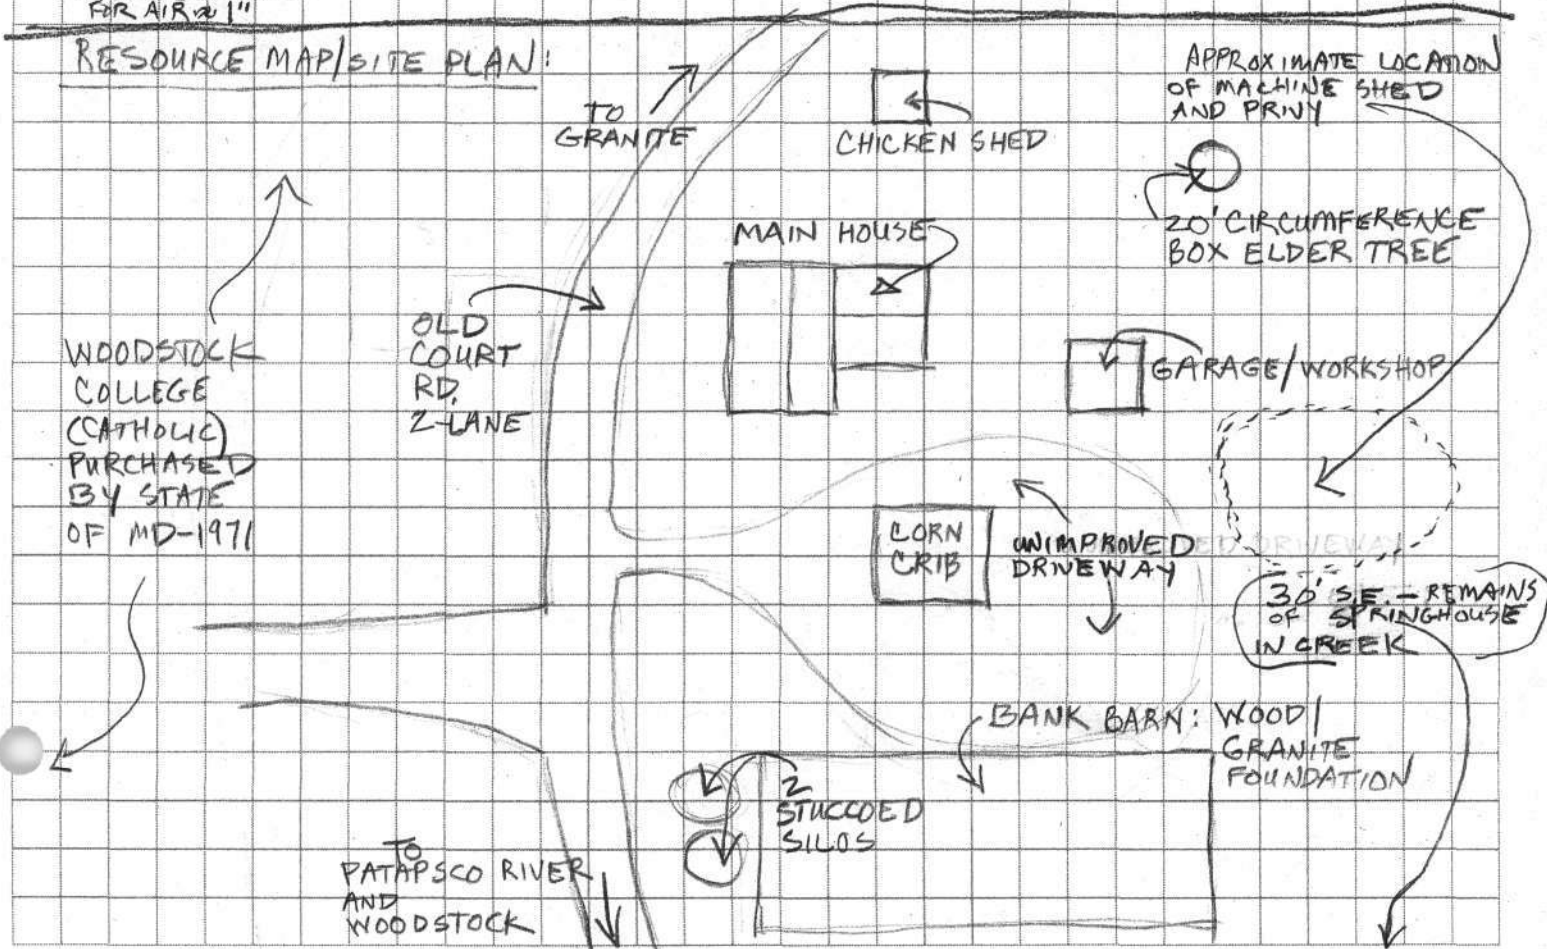 FOR AIR ≈ 1"
RESOURCE MAP/SITE PLAN:
TO
GRANITE
CHICKEN SHED
APPROXIMATE LOCATION
OF MACHINE SHED
AND PRIVY
20' CIRCUMFERENCE
BOX ELDER TREE
MAIN HOUSE
OLD
COURT
RD.
2-LANE
WOODSTOCK
COLLEGE
(CATHOLIC)
PURCHASED
BY STATE
OF MD-1971
GARAGE/WORKSHOP
CORN
CRIB
UNIMPROVED
DRIVEWAY
30' S.E. - REMAINS
OF SPRINGHOUSE
IN CREEK
BANK BARN: WOOD/
GRANITE
FOUNDATION
2
STUCCOED
SILOS
TO
PATAPSCO RIVER
AND
WOODSTOCK